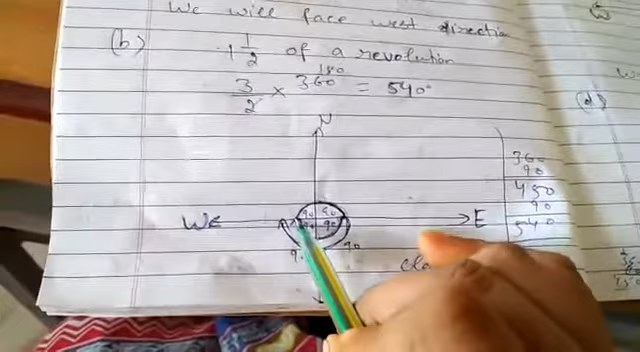 We will face west direction
(b) 1 1/2 of a revolution
3/2 × 360 180 = 540°
N
360
90
450
90
540
90 90
90
We E
90
(d)